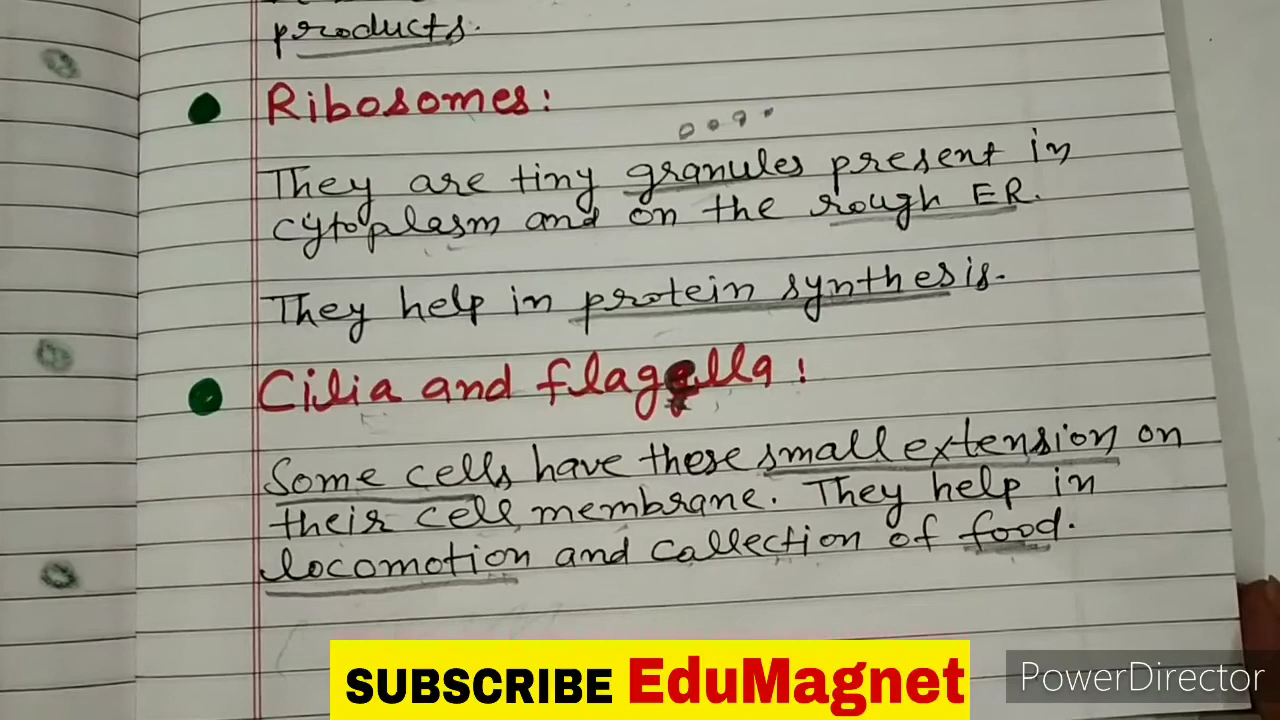 products.
Ribosomes:
They are tiny granules present in
cytoplasm and on the rough ER.
They help in protein synthesis.
Cilia and flagella:
Some cells have these small extension on
their cell membrane. They help in
locomotion and collection of food.
SUBSCRIBE EduMagnet
PowerDirector